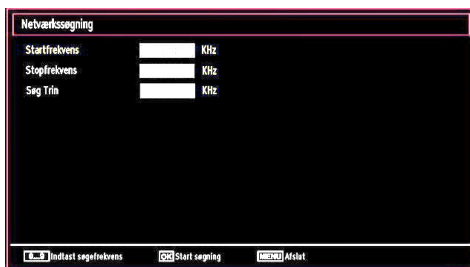 Netværkssøgning
Startfrekvens KHz
Stopfrekvens KHz
Søg Trin KHz
0...9 Indtast søgefrekvens OK Start søgning MENU Afslut